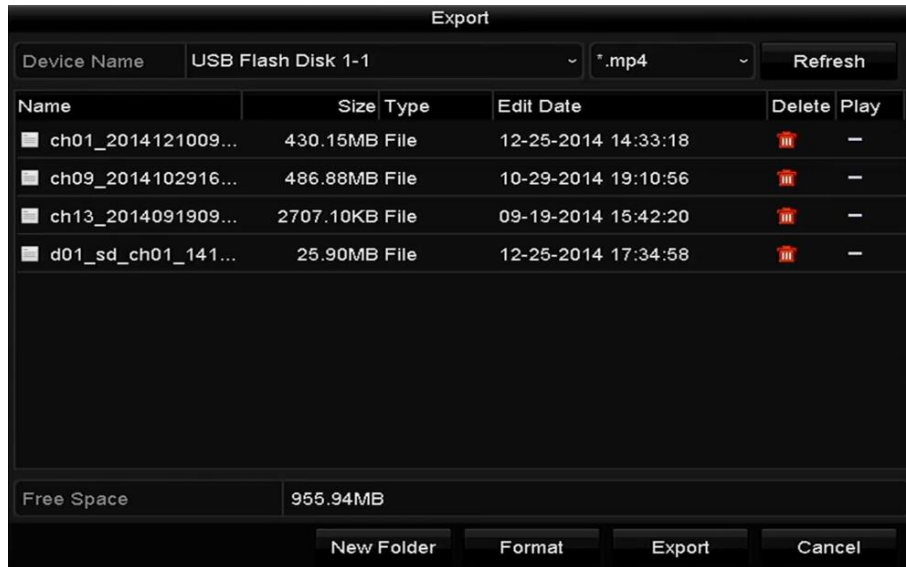 Export
Device Name USB Flash Disk 1-1 *.mp4 Refresh
Name Size Type Edit Date Delete Play
ch01_2014121009... 430.15MB File 12-25-2014 14:33:18
ch09_2014102916... 486.88MB File 10-29-2014 19:10:56
ch13_2014091909... 2707.10KB File 09-19-2014 15:42:20
d01_sd_ch01_141... 25.90MB File 12-25-2014 17:34:58
Free Space 955.94MB
New Folder Format Export Cancel